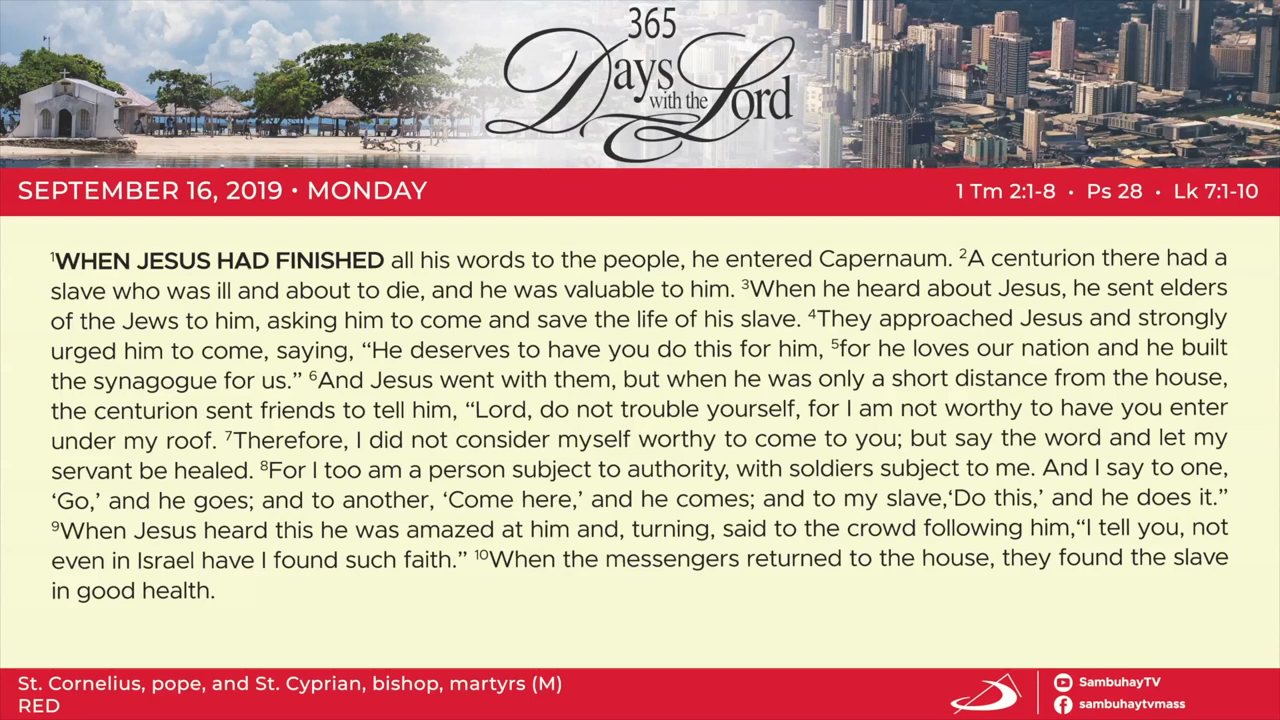 365
Days
with the
Lord
SEPTEMBER 16, 2019 • MONDAY
1 Tm 2:1-8 • Ps 28 • Lk 7:1-10
¹WHEN JESUS HAD FINISHED all his words to the people, he entered Capernaum. ²A centurion there had a
slave who was ill and about to die, and he was valuable to him. ³When he heard about Jesus, he sent elders
of the Jews to him, asking him to come and save the life of his slave. ⁴They approached Jesus and strongly
urged him to come, saying, “He deserves to have you do this for him, ⁵for he loves our nation and he built
the synagogue for us.” ⁶And Jesus went with them, but when he was only a short distance from the house,
the centurion sent friends to tell him, “Lord, do not trouble yourself, for I am not worthy to have you enter
under my roof. ⁷Therefore, I did not consider myself worthy to come to you; but say the word and let my
servant be healed. ⁸For I too am a person subject to authority, with soldiers subject to me. And I say to one,
‘Go,’ and he goes; and to another, ‘Come here,’ and he comes; and to my slave,‘Do this,’ and he does it.”
⁹When Jesus heard this he was amazed at him and, turning, said to the crowd following him,“I tell you, not
even in Israel have I found such faith.” ¹⁰When the messengers returned to the house, they found the slave
in good health.
St. Cornelius, pope, and St. Cyprian, bishop, martyrs (M)
RED
SambuhayTV
sambuhaytvmass